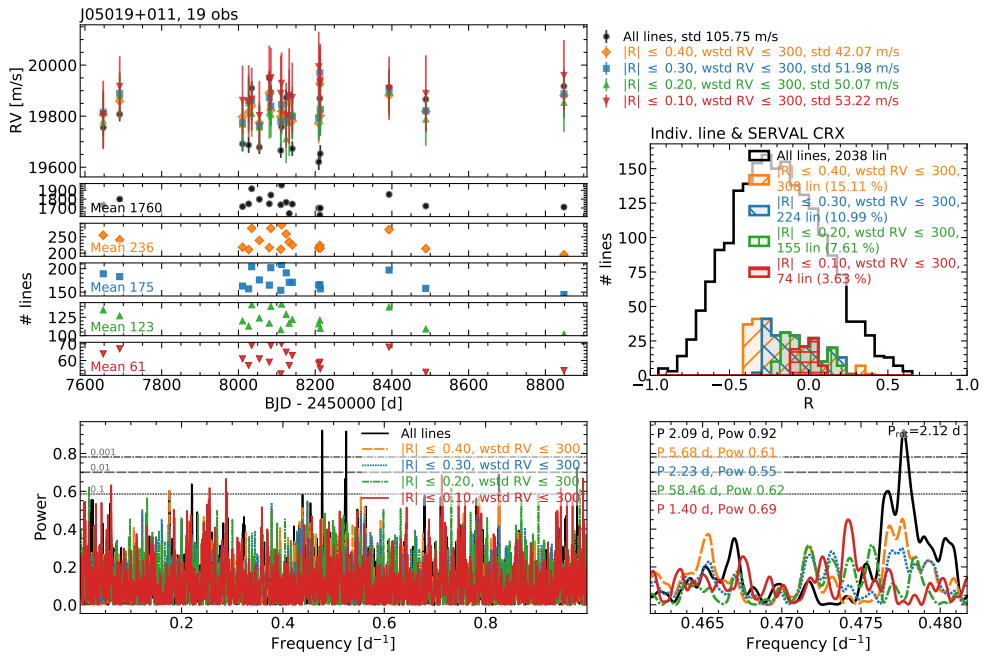 J05019+011, 19 obs
RV [m/s]
20000
19800
19600
All lines, std 105.75 m/s
|R| ≤ 0.40, wstd RV ≤ 300, std 42.07 m/s
|R| ≤ 0.30, wstd RV ≤ 300, std 51.98 m/s
|R| ≤ 0.20, wstd RV ≤ 300, std 50.07 m/s
|R| ≤ 0.10, wstd RV ≤ 300, std 53.22 m/s
# lines
1900
1800
1700
Mean 1760
250
200
Mean 236
200
150
Mean 175
125
100
Mean 123
70
60
Mean 61
7600 7800 8000 8200 8400 8600 8800
BJD - 2450000 [d]
Indiv. line & SERVAL CRX
# lines
150
125
100
75
50
25
0
All lines, 2038 lin
|R| ≤ 0.40, wstd RV ≤ 300,
308 lin (15.11 %)
|R| ≤ 0.30, wstd RV ≤ 300,
224 lin (10.99 %)
|R| ≤ 0.20, wstd RV ≤ 300,
155 lin (7.61 %)
|R| ≤ 0.10, wstd RV ≤ 300,
74 lin (3.63 %)
−1.0 −0.5 0.0 0.5 1.0
R
Power
0.8
0.6
0.4
0.2
0.0
0.001
0.01
0.1
All lines
|R| ≤ 0.40, wstd RV ≤ 300
|R| ≤ 0.30, wstd RV ≤ 300
|R| ≤ 0.20, wstd RV ≤ 300
|R| ≤ 0.10, wstd RV ≤ 300
0.2 0.4 0.6 0.8
Frequency [d⁻¹]
P 2.09 d, Pow 0.92
P 5.68 d, Pow 0.61
P 2.23 d, Pow 0.55
P 58.46 d, Pow 0.62
P 1.40 d, Pow 0.69
P_rot=2.12 d
0.465 0.470 0.475 0.480
Frequency [d⁻¹]